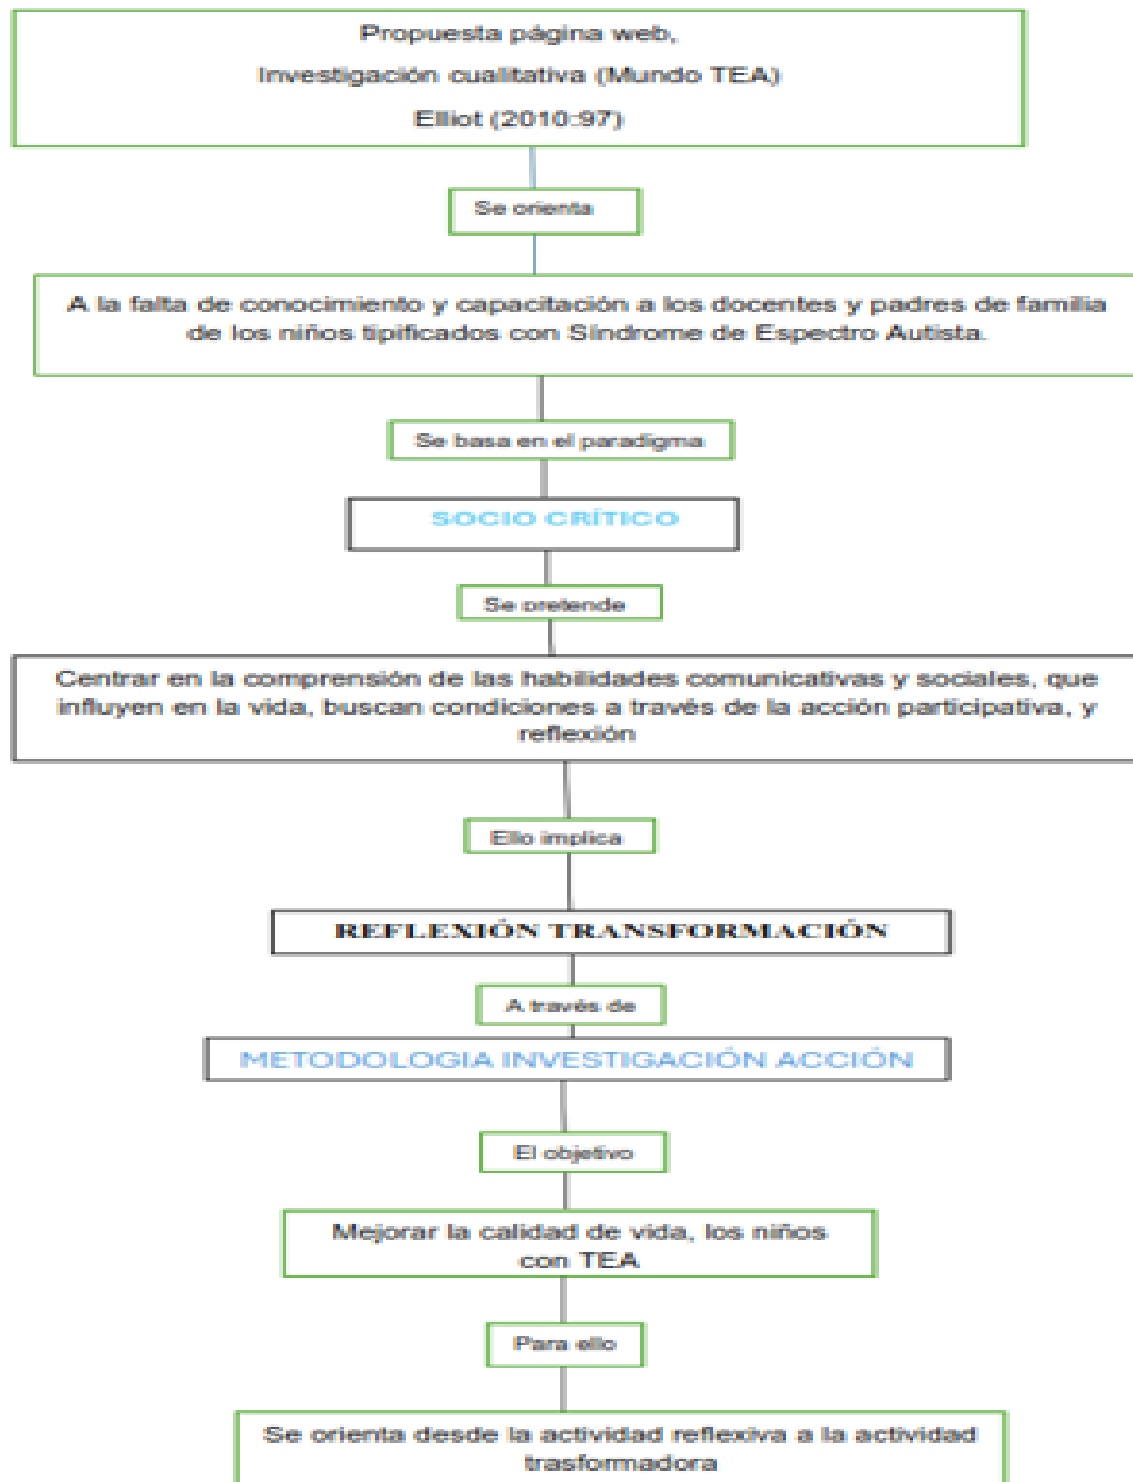 Propuesta página web,
Investigación cualitativa (Mundo TEA)
Elliot (2010:97)
Se orienta
A la falta de conocimiento y capacitación a los docentes y padres de familia
de los niños tipificados con Síndrome de Espectro Autista.
Se basa en el paradigma
SOCIO CRÍTICO
Se pretende
Centrar en la comprensión de las habilidades comunicativas y sociales, que
influyen en la vida, buscan condiciones a través de la acción participativa, y
reflexión
Ello implica
REFLEXIÓN TRANSFORMACIÓN
A través de
METODOLOGIA INVESTIGACIÓN ACCIÓN
El objetivo
Mejorar la calidad de vida, los niños
con TEA
Para ello
Se orienta desde la actividad reflexiva a la actividad
trasformadora